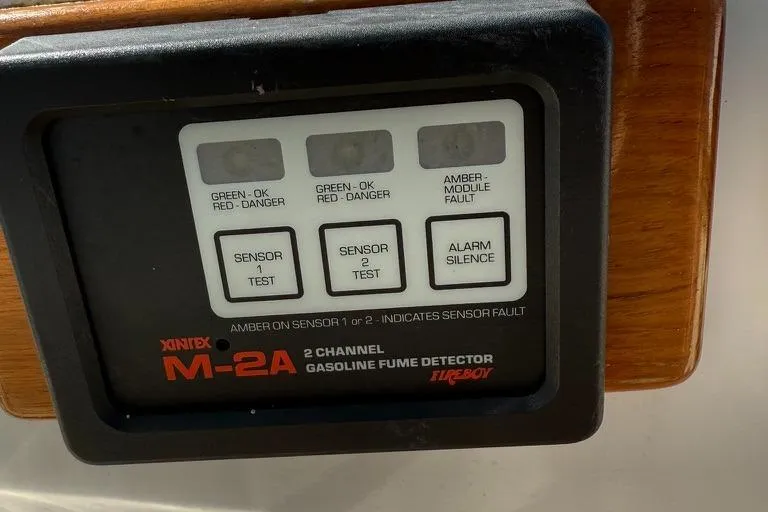 GREEN - OK
RED - DANGER
GREEN - OK
RED - DANGER
AMBER -
MODULE
FAULT
SENSOR
1
TEST
SENSOR
2
TEST
ALARM
SILENCE
AMBER ON SENSOR 1 or 2 - INDICATES SENSOR FAULT
XINTEX
M-2A
2 CHANNEL
GASOLINE FUME DETECTOR
FIREBOY